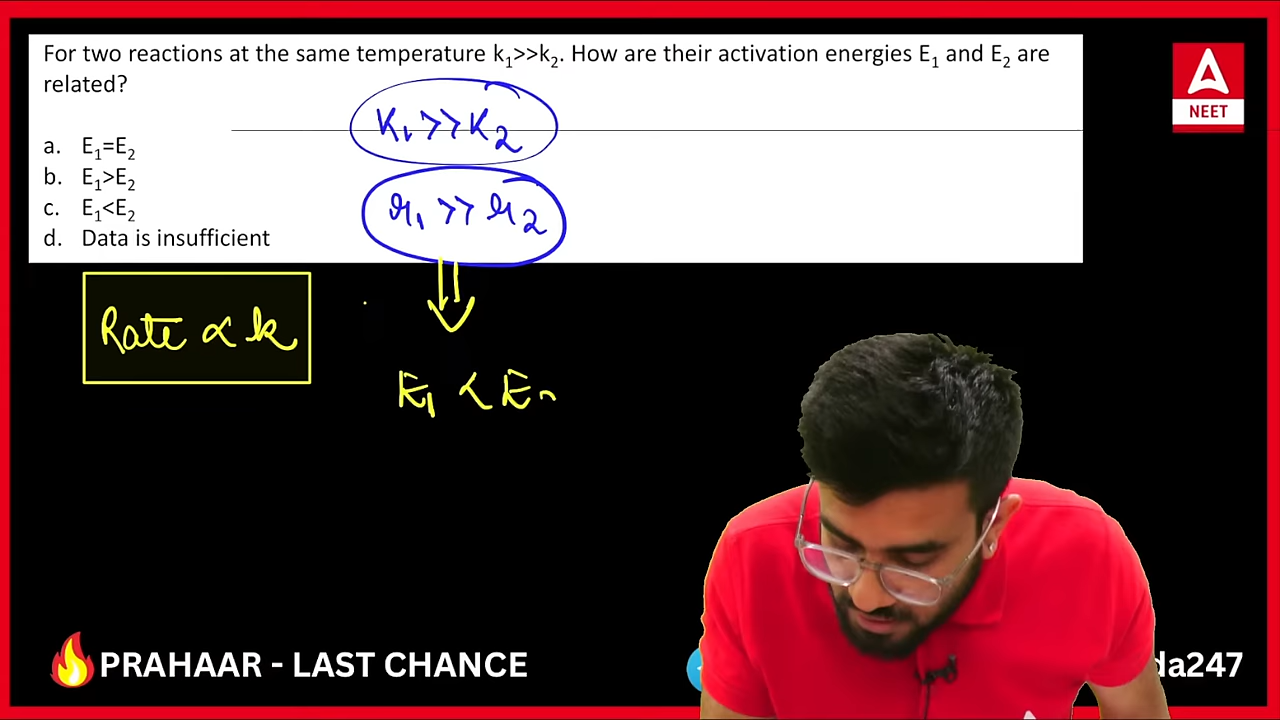 For two reactions at the same temperature k₁>>k₂. How are their activation energies E₁ and E₂ are
related?
K₁ >> K₂
a. E₁=E₂
b. E₁>E₂
c. E₁<E₂
d. Data is insufficient
r₁ >> r₂
Rate ∝ k
E₁ < E₂
NEET
PRAHAAR - LAST CHANCE
da247